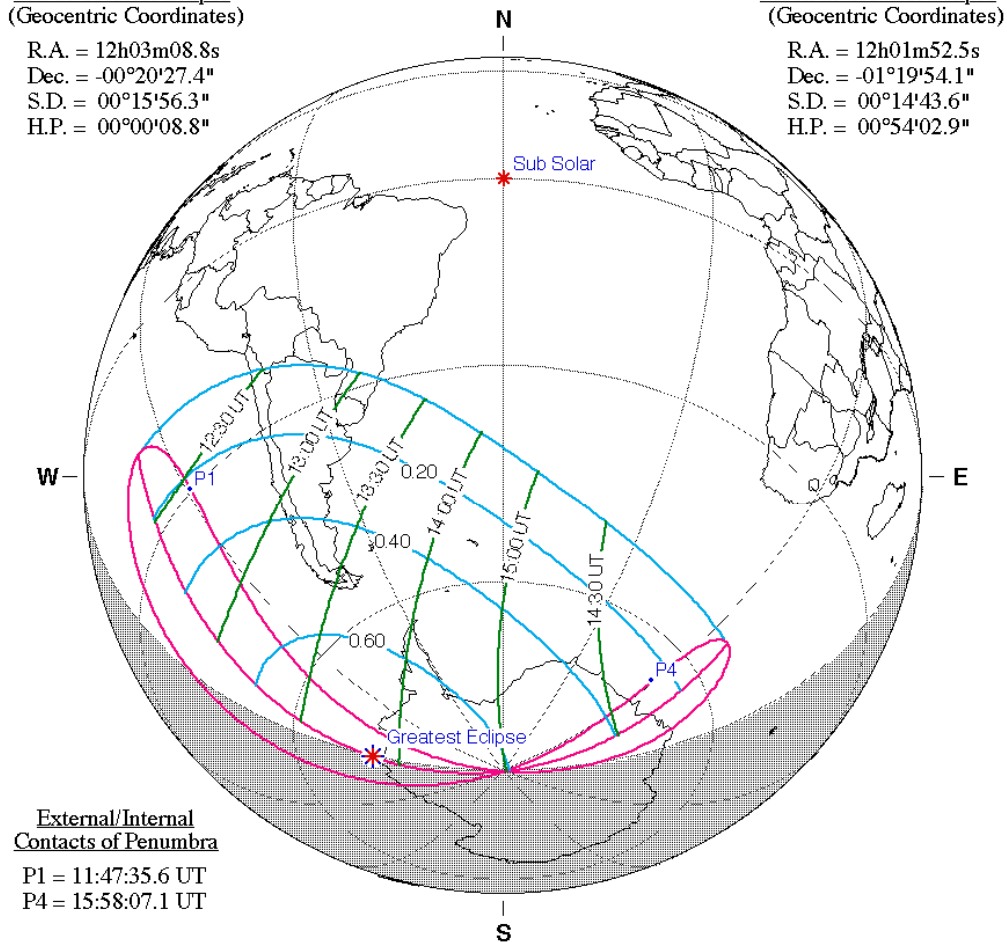 (Geocentric Coordinates)
R.A. = 12h03m08.8s
Dec. = -00°20'27.4"
S.D. = 00°15'56.3"
H.P. = 00°00'08.8"
N
(Geocentric Coordinates)
R.A. = 12h01m52.5s
Dec. = -01°19'54.1"
S.D. = 00°14'43.6"
H.P. = 00°54'02.9"
Sub Solar
12:30 UT
13:00 UT
13:30 UT
14:00 UT
15:00 UT
14:30 UT
0.20
0.40
0.60
W
P1
E
P4
Greatest Eclipse
External/Internal
Contacts of Penumbra
P1 = 11:47:35.6 UT
P4 = 15:58:07.1 UT
S